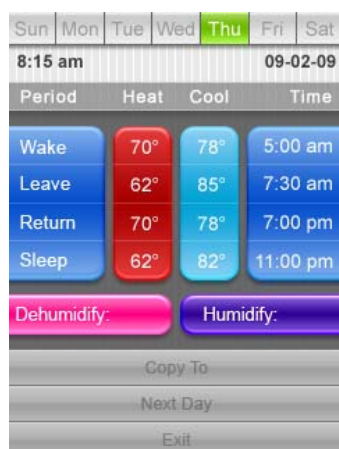 Sun Mon Tue Wed Thu Fri Sat
8:15 am 09-02-09
Period Heat Cool Time
Wake 70° 78° 5:00 am
Leave 62° 85° 7:30 am
Return 70° 78° 7:00 pm
Sleep 62° 82° 11:00 pm
Dehumidify: Humidify:
Copy To
Next Day
Exit